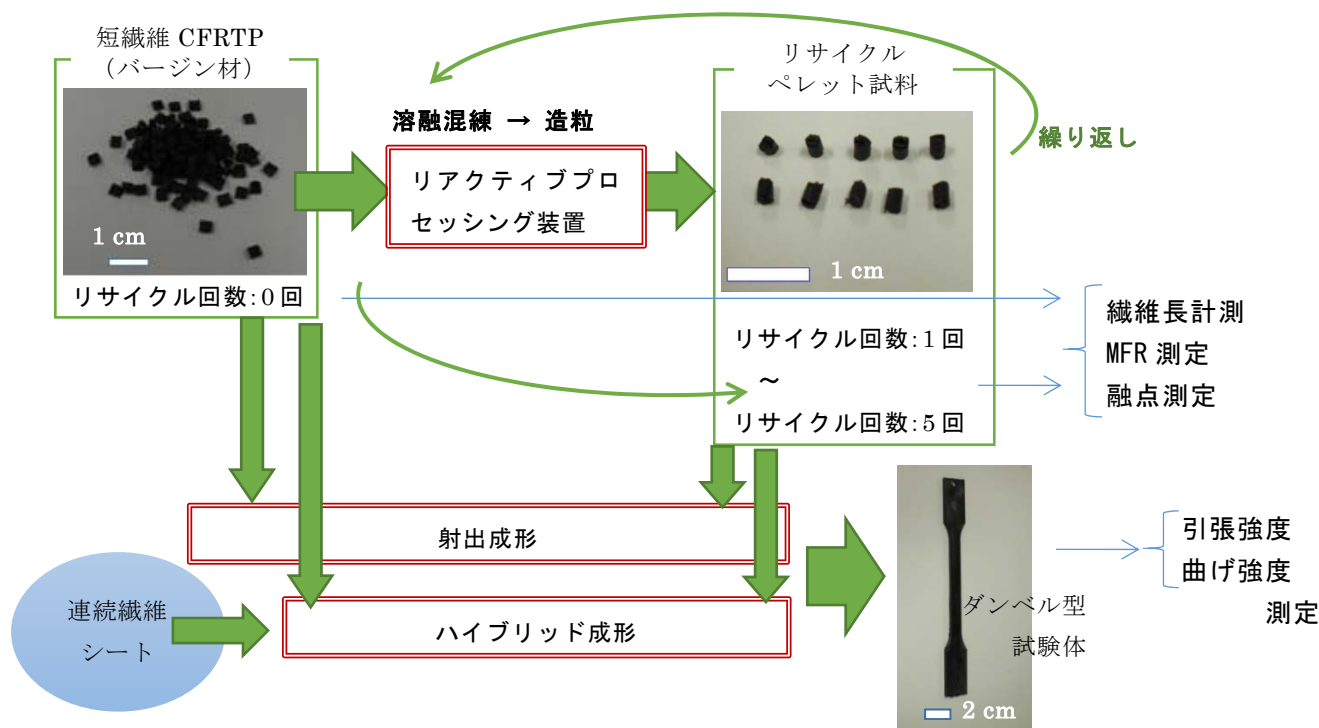 短繊維 CFRTP
（バージン材）
1 cm
リサイクル回数:0回
溶融混練 → 造粒
リアクティブプロ
セッシング装置
リサイクル
ペレット試料
1 cm
繰り返し
リサイクル回数:1回
～
リサイクル回数:5回
繊維長計測
MFR 測定
融点測定
射出成形
連続繊維
シート
ハイブリッド成形
ダンベル型
試験体
2 cm
引張強度
曲げ強度
測定